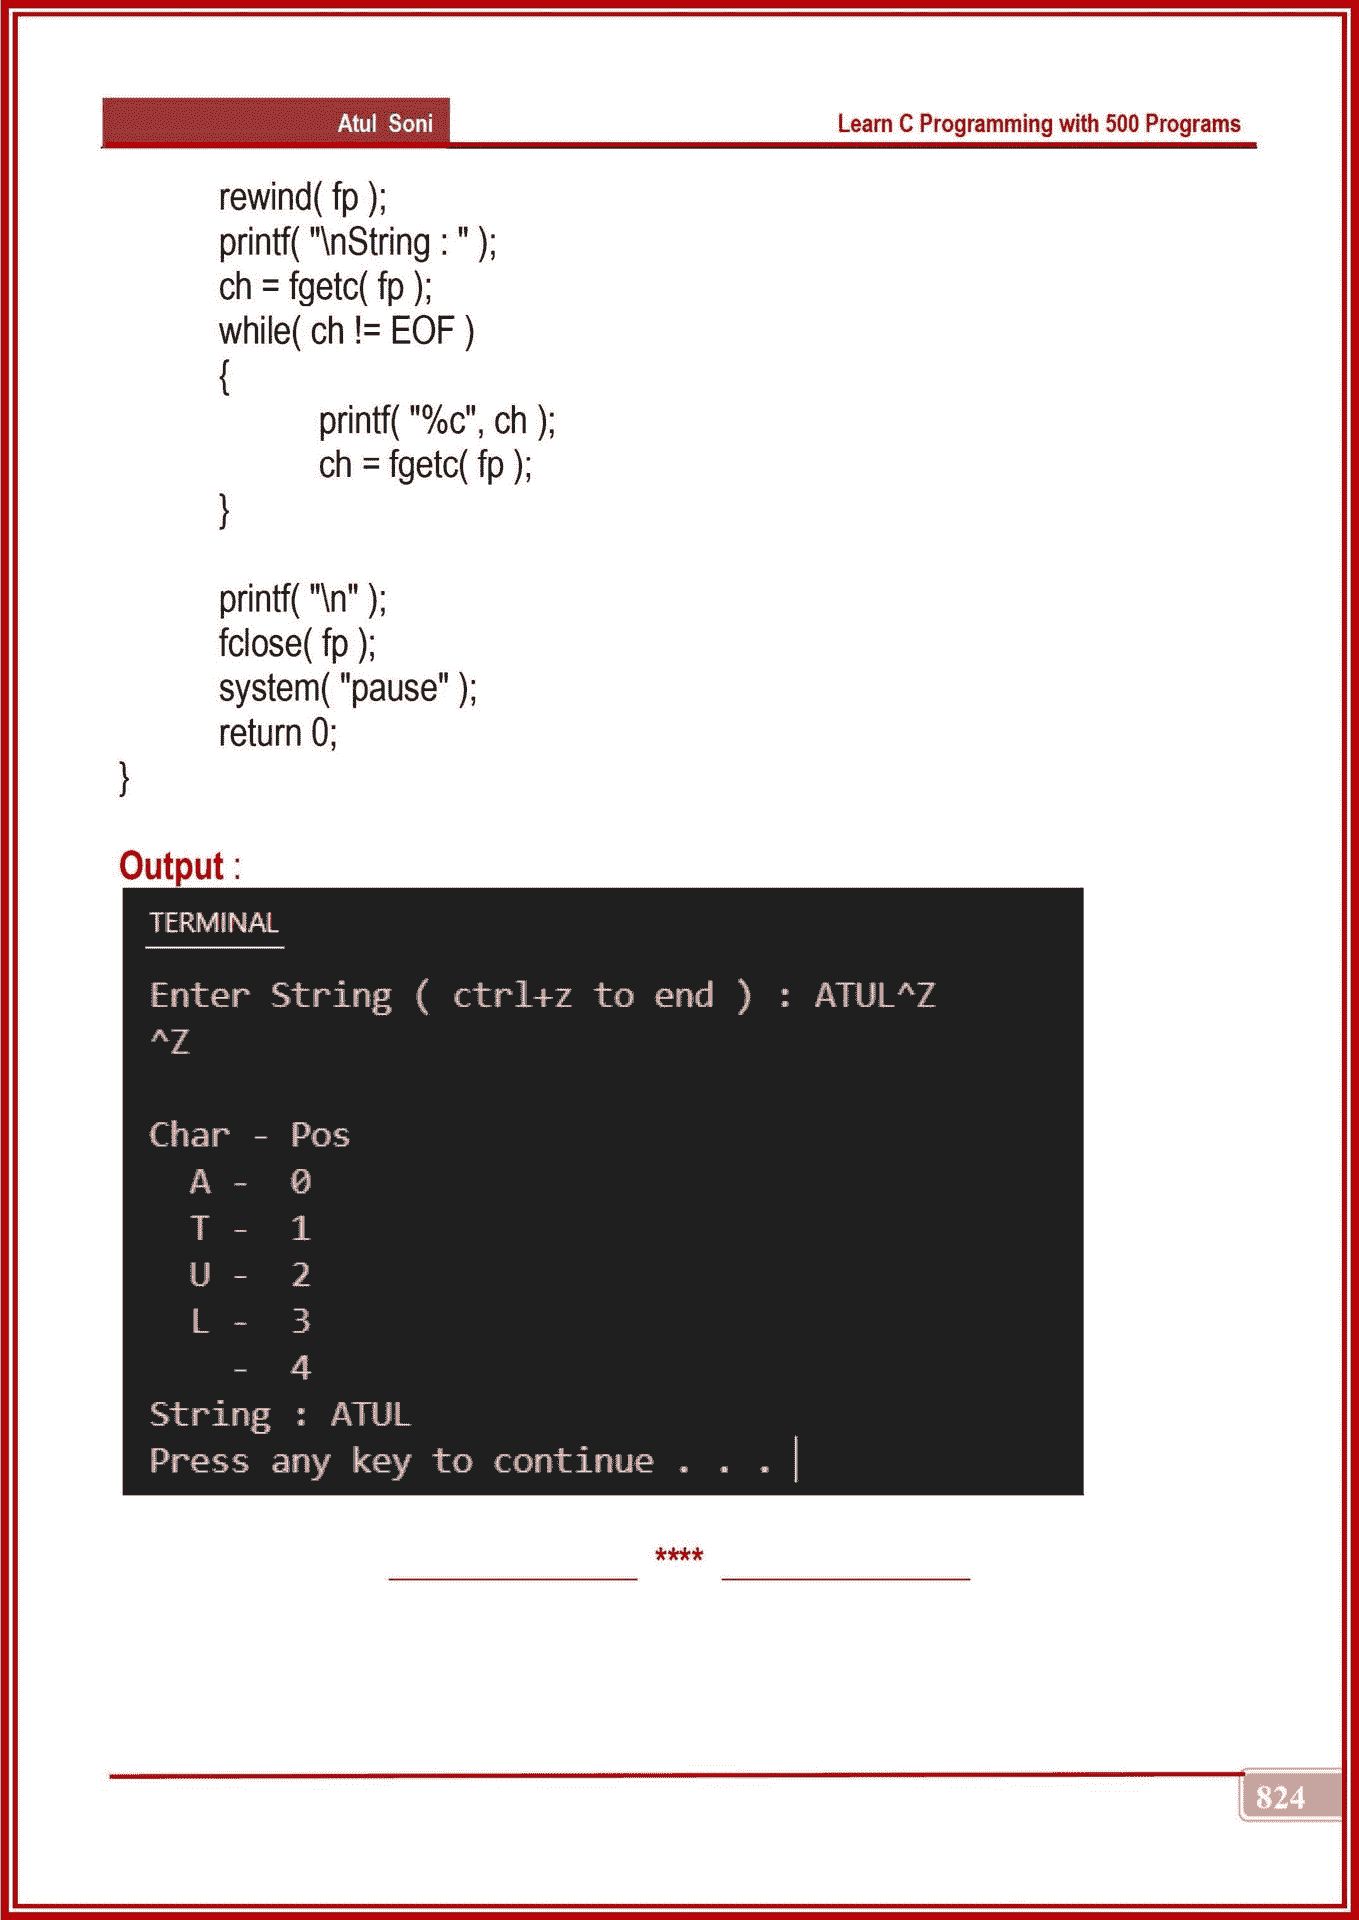 Atul  Soni
Learn C Programming with 500 Programs
rewind( fp );
printf( "\nString : " );
ch = fgetc( fp );
while( ch != EOF )
{
printf( "%c", ch );
ch = fgetc( fp );
}
printf( "\n" );
fclose( fp );
system( "pause" );
return 0;
}
Output :
TERMINAL
Enter String ( ctrl+z to end ) : ATUL^Z
^Z
Char - Pos
A -  0
T -  1
U -  2
L -  3
-  4
String : ATUL
Press any key to continue . . .
****
824